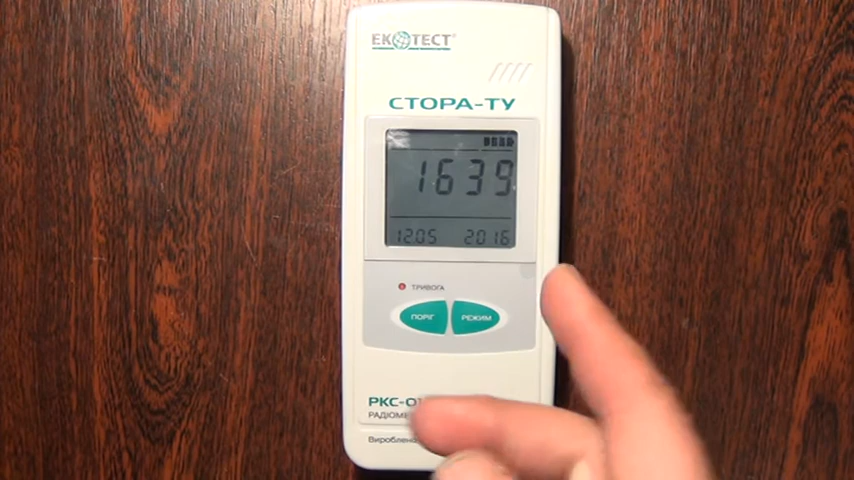 ЕКОТЕСТ
СТОРА-ТУ
1639
12.05 2016
ТРИВОГА
ПОРІГ РЕЖИМ